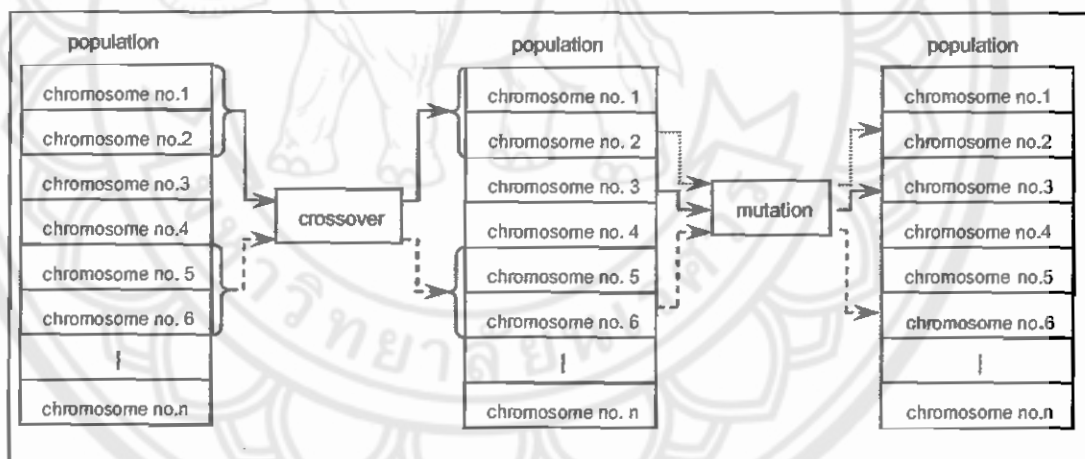 population
chromosome no.1
chromosome no.2
chromosome no.3
chromosome no.4
chromosome no. 5
chromosome no. 6
chromosome no.n
crossover
population
chromosome no. 1
chromosome no. 2
chromosome no. 3
chromosome no. 4
chromosome no. 5
chromosome no. 6
chromosome no. n
mutation
population
chromosome no.1
chromosome no.2
chromosome no.3
chromosome no.4
chromosome no.5
chromosome no.6
chromosome no.n